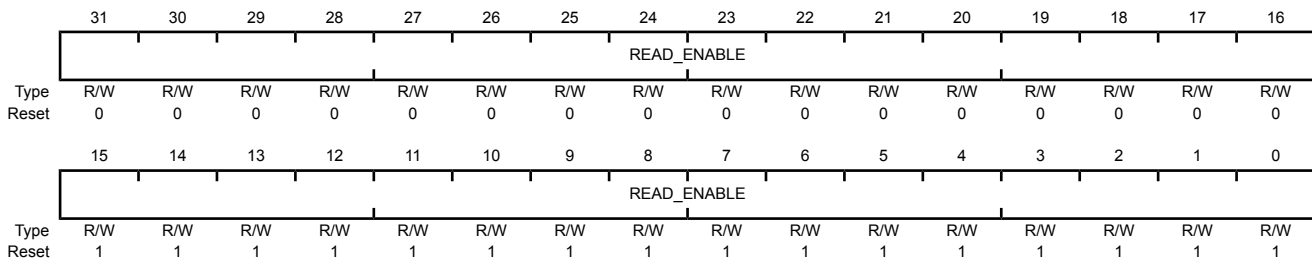 31 30 29 28 27 26 25 24 23 22 21 20 19 18 17 16
READ_ENABLE
Type R/W R/W R/W R/W R/W R/W R/W R/W R/W R/W R/W R/W R/W R/W R/W R/W
Reset 0 0 0 0 0 0 0 0 0 0 0 0 0 0 0 0
15 14 13 12 11 10 9 8 7 6 5 4 3 2 1 0
READ_ENABLE
Type R/W R/W R/W R/W R/W R/W R/W R/W R/W R/W R/W R/W R/W R/W R/W R/W
Reset 1 1 1 1 1 1 1 1 1 1 1 1 1 1 1 1